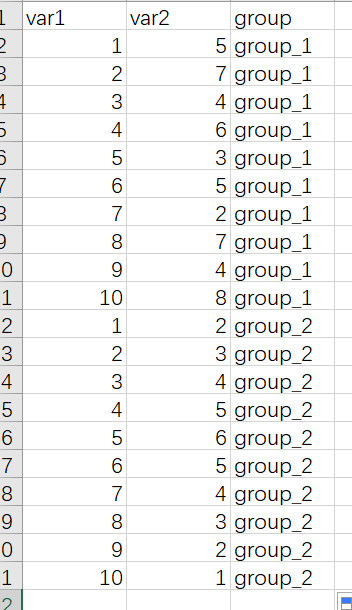 1 var1 var2 group
2 1 5 group_1
3 2 7 group_1
4 3 4 group_1
5 4 6 group_1
6 5 3 group_1
7 6 5 group_1
8 7 2 group_1
9 8 7 group_1
0 9 4 group_1
1 10 8 group_1
2 1 2 group_2
3 2 3 group_2
4 3 4 group_2
5 4 5 group_2
6 5 6 group_2
7 6 5 group_2
8 7 4 group_2
9 8 3 group_2
0 9 2 group_2
1 10 1 group_2
2